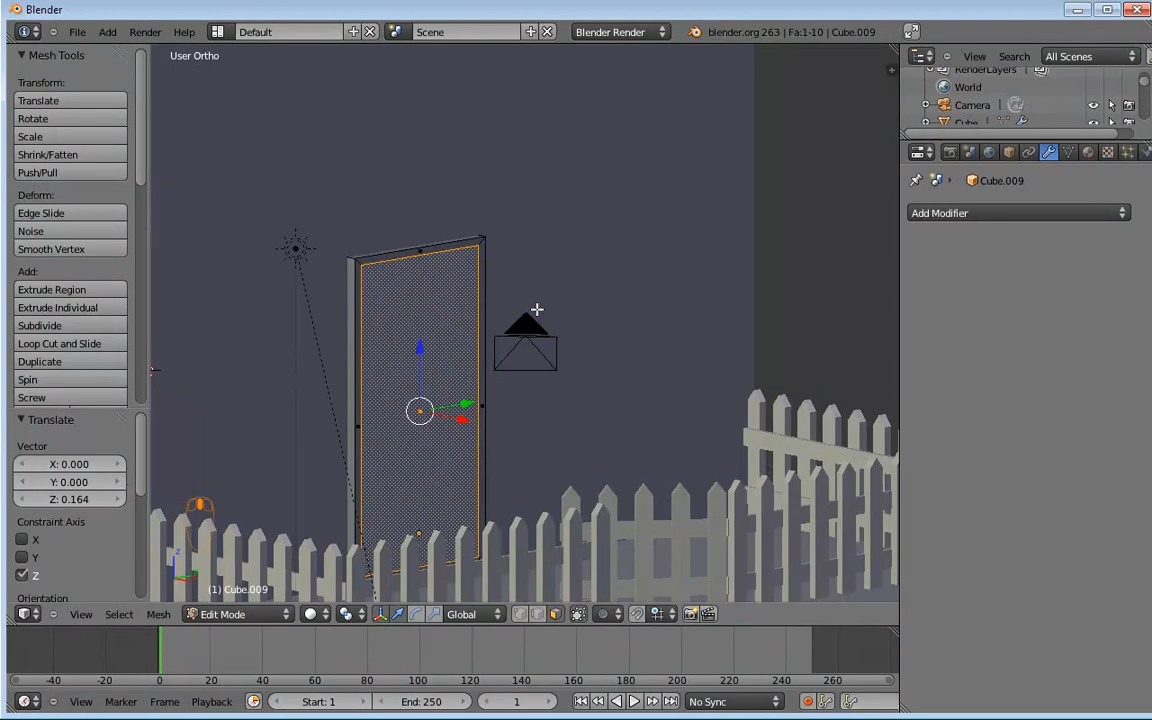 Blender
File Add Render Help Default Scene Blender Render blender.org 263 | Fa:1-10 | Cube.009
Mesh Tools
Transform:
Translate
Rotate
Scale
Shrink/Fatten
Push/Pull
Deform:
Edge Slide
Noise
Smooth Vertex
Add:
Extrude Region
Extrude Individual
Subdivide
Loop Cut and Slide
Duplicate
Spin
Screw
Translate
Vector
X: 0.000
Y: 0.000
Z: 0.164
Constraint Axis
X
Y
Z
Orientation
User Ortho
z
(1) Cube.009
View Select Mesh Edit Mode Global
View Search All Scenes
RenderLayers
World
Camera
Cube
Cube.009
Add Modifier
-40 -20 0 20 40 60 80 100 120 140 160 180 200 220 240 260
View Marker Frame Playback Start: 1 End: 250 1 No Sync